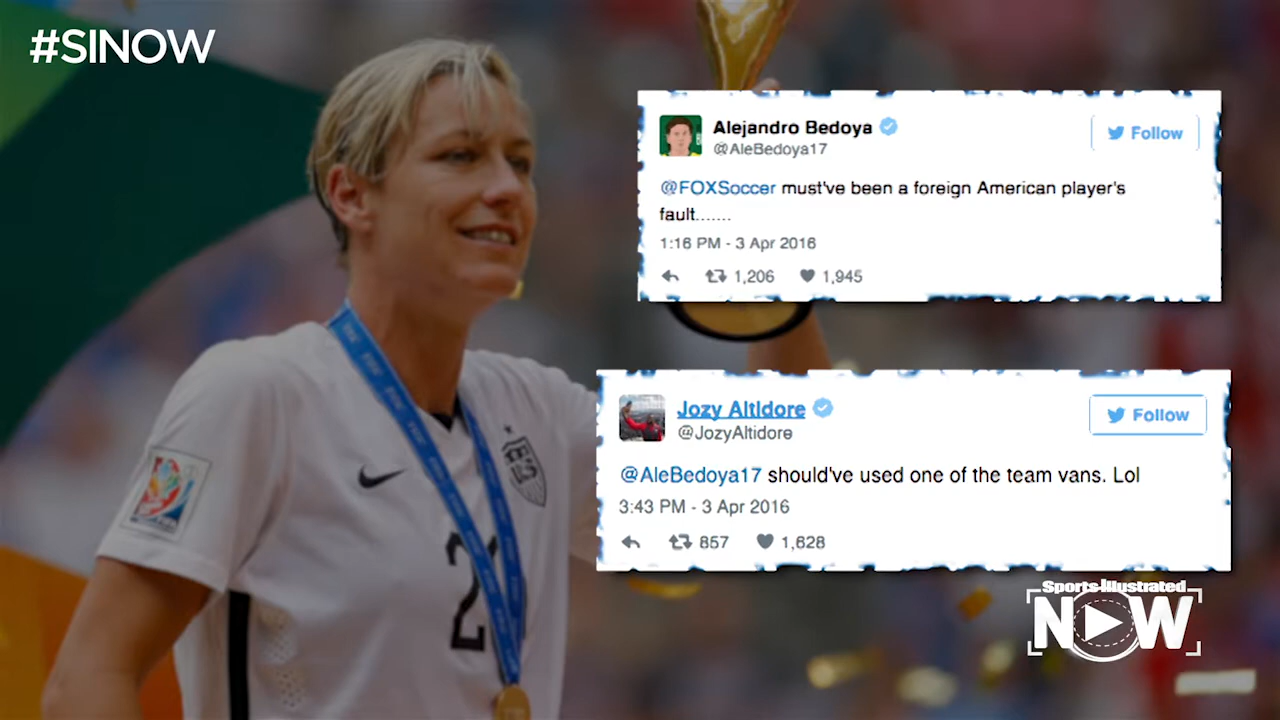 #SINOW
Alejandro Bedoya
Follow
@AleBedoya17
@FOXSoccer must've been a foreign American player's
fault.......
1:16 PM - 3 Apr 2016
1,206 1,945
Jozy Altidore
Follow
@JozyAltidore
@AleBedoya17 should've used one of the team vans. Lol
3:43 PM - 3 Apr 2016
857 1,628
2
Sports Illustrated
NOW